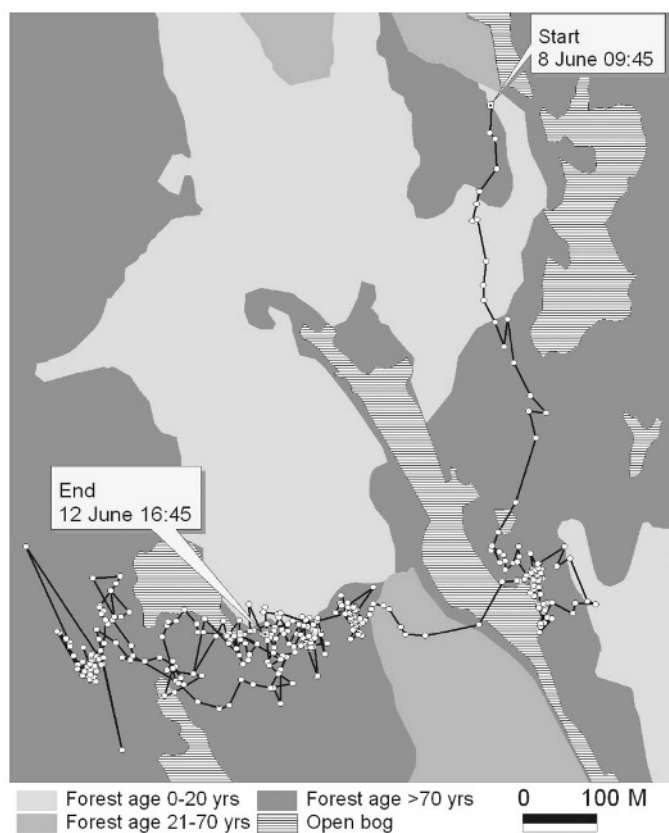 Start
8 June 09:45
End
12 June 16:45
Forest age 0-20 yrs
Forest age >70 yrs
0 100 M
Forest age 21-70 yrs
Open bog